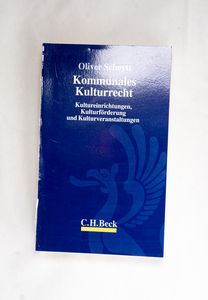 Oliver Scheytt
Kommunales
Kulturrecht
Kultureinrichtungen,
Kulturförderung
und Kulturveranstaltungen
C.H.Beck